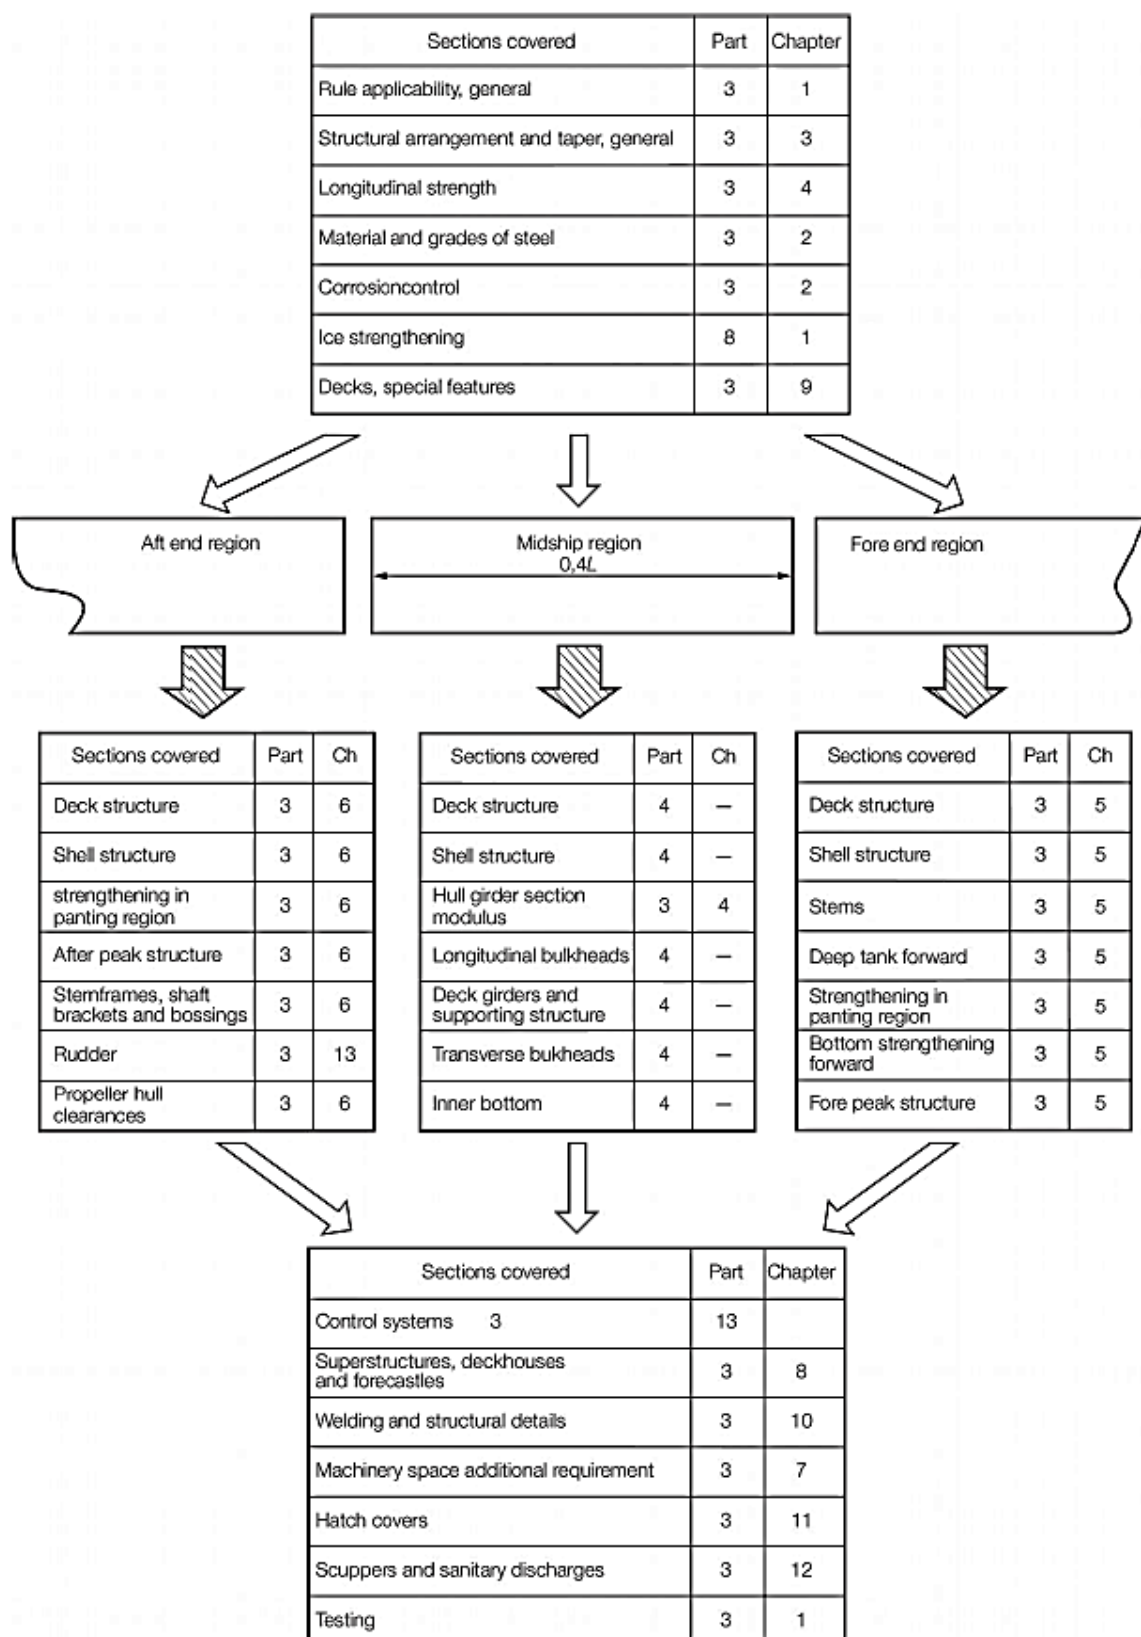 Sections covered Part Chapter
Rule applicability, general 3 1
Structural arrangement and taper, general 3 3
Longitudinal strength 3 4
Material and grades of steel 3 2
Corrosioncontrol 3 2
Ice strengthening 8 1
Decks, special features 3 9
Aft end region
Midship region
0,4L
Fore end region
Sections covered Part Ch
Deck structure 3 6
Shell structure 3 6
strengthening in
panting region 3 6
After peak structure 3 6
Sternframes, shaft
brackets and bossings 3 6
Rudder 3 13
Propeller hull
clearances 3 6
Sections covered Part Ch
Deck structure 4 —
Shell structure 4 —
Hull girder section
modulus 3 4
Longitudinal bulkheads 4 —
Deck girders and
supporting structure 4 —
Transverse bukheads 4 —
Inner bottom 4 —
Sections covered Part Ch
Deck structure 3 5
Shell structure 3 5
Stems 3 5
Deep tank forward 3 5
Strengthening in
panting region 3 5
Bottom strengthening
forward 3 5
Fore peak structure 3 5
Sections covered Part Chapter
Control systems 3 13
Superstructures, deckhouses
and forecastles 3 8
Welding and structural details 3 10
Machinery space additional requirement 3 7
Hatch covers 3 11
Scuppers and sanitary discharges 3 12
Testing 3 1